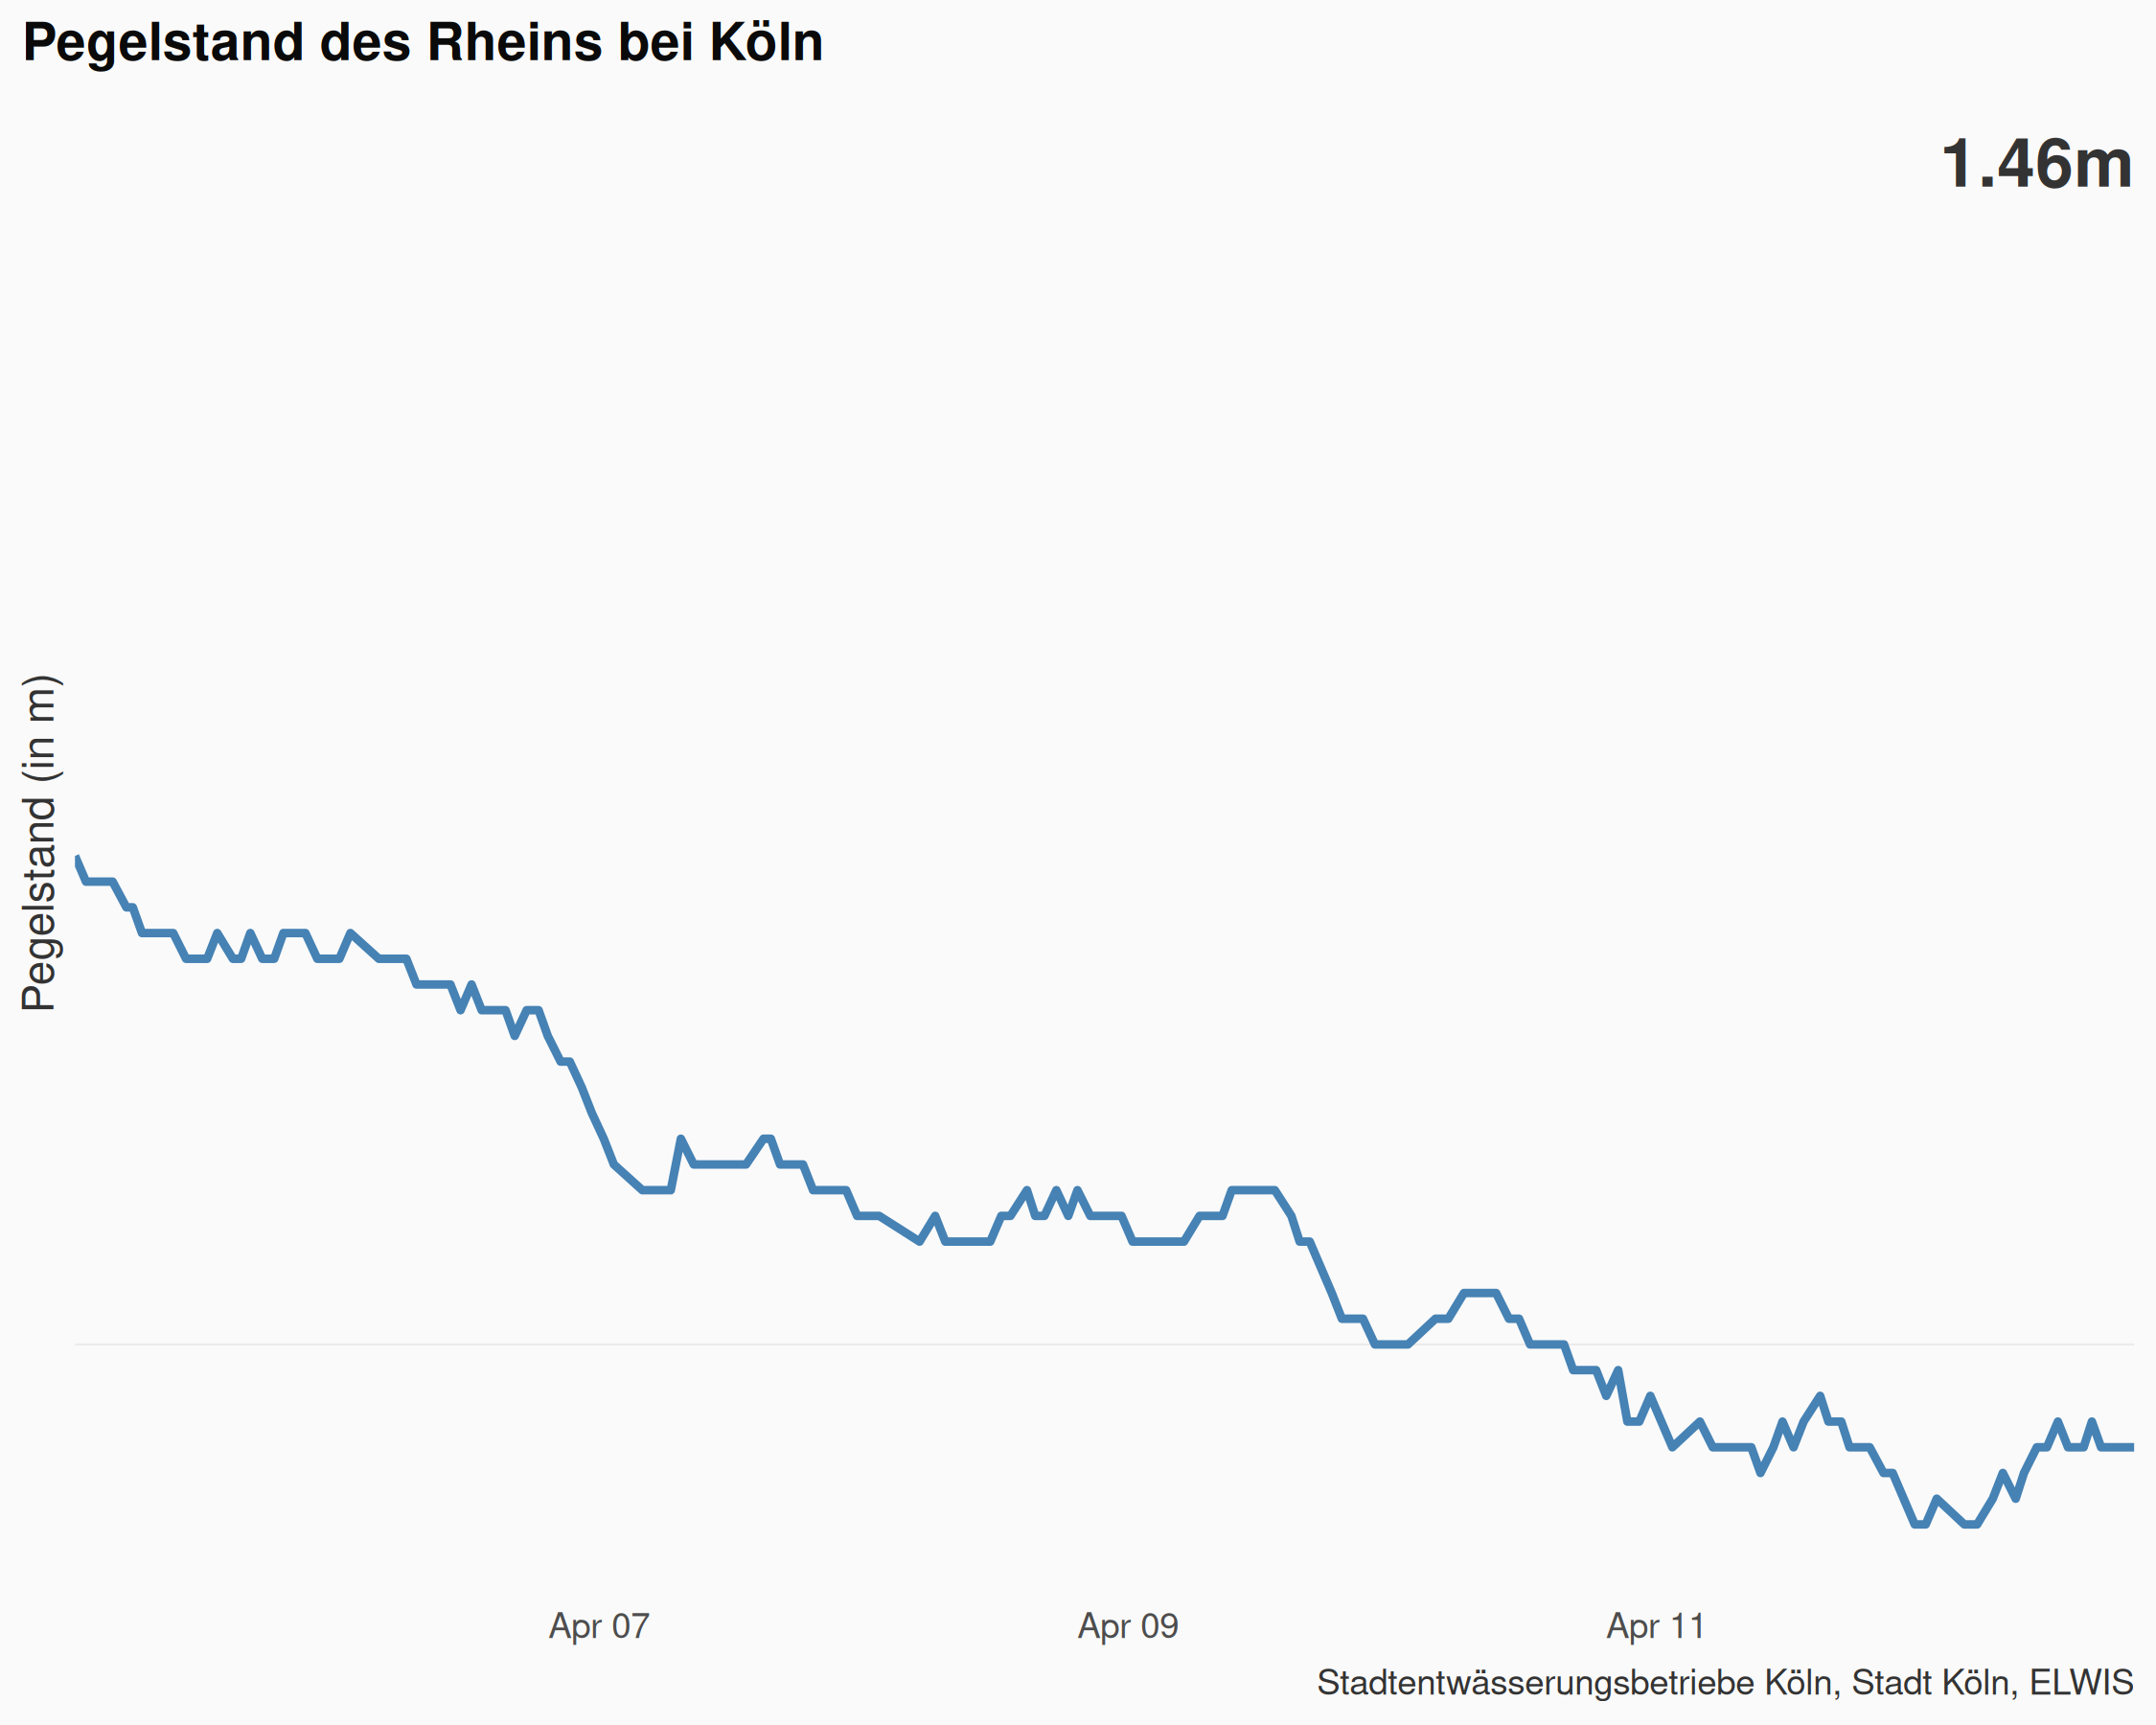 Pegelstand des Rheins bei Köln
1.46m
Pegelstand (in m)
Apr 07
Apr 09
Apr 11
Stadtentwässerungsbetriebe Köln, Stadt Köln, ELWIS